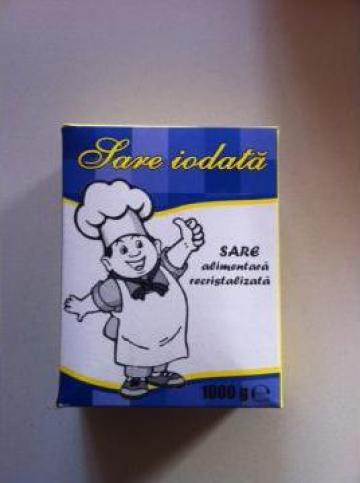 Sare iodată
SARE
alimentară
recristalizată
1000 g ℮